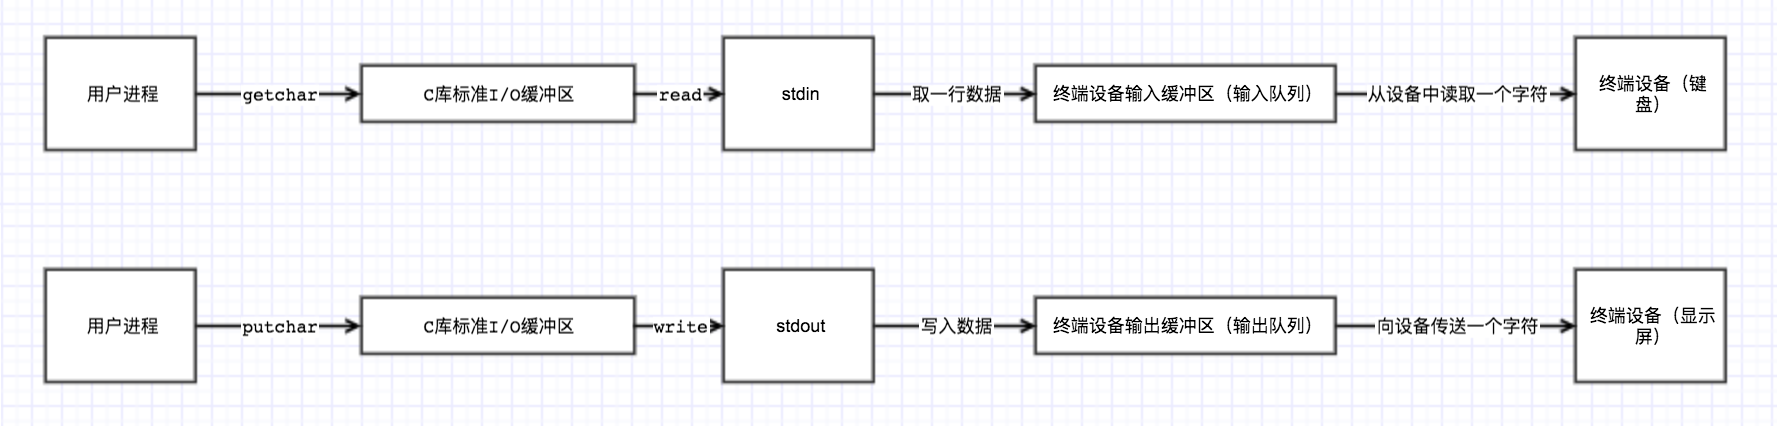 用户进程
getchar
C库标准I/O缓冲区
read
stdin
取一行数据
终端设备输入缓冲区（输入队列）
从设备中读取一个字符
终端设备（键
盘）
用户进程
putchar
C库标准I/O缓冲区
write
stdout
写入数据
终端设备输出缓冲区（输出队列）
向设备传送一个字符
终端设备（显示
屏）